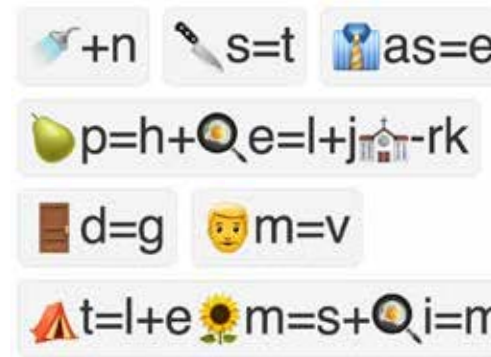 🚿+n 🔪s=t 👔as=e
🍐p=h+🍳e=l+j⛪-rk
🚪d=g 👨m=v
⛺t=l+e🌻m=s+🍳i=m